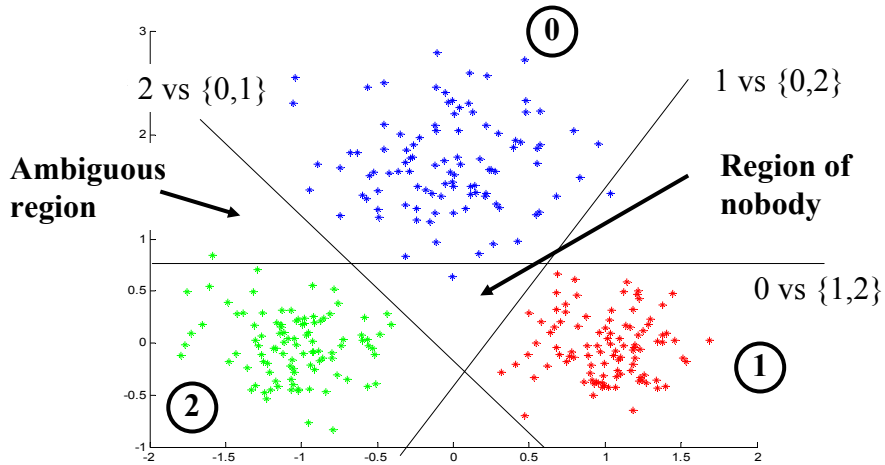 0
3
2 vs {0,1}
1 vs {0,2}
2
Ambiguous
region
Region of
nobody
1
0 vs {1,2}
0.5
0
1
2
-0.5
-1
-2
-1.5
-1
-0.5
0
0.5
1
1.5
2